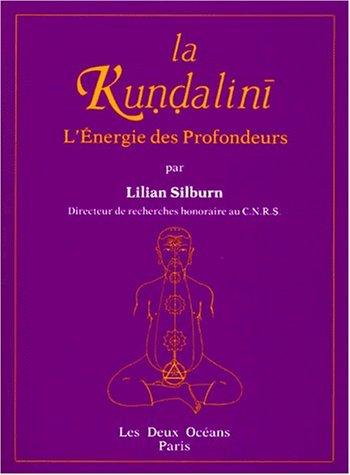 la
Kuṇḍalinī
L'Énergie des Profondeurs
par
Lilian Silburn
Directeur de recherches honoraire au C.N.R.S.
Les Deux Océans
Paris